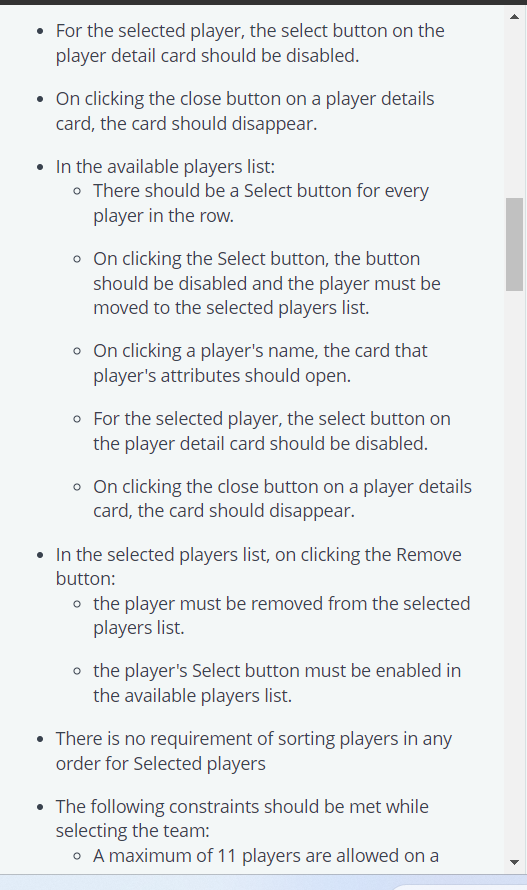 • For the selected player, the select button on the
player detail card should be disabled.
• On clicking the close button on a player details
card, the card should disappear.
• In the available players list:
◦ There should be a Select button for every
player in the row.
◦ On clicking the Select button, the button
should be disabled and the player must be
moved to the selected players list.
◦ On clicking a player's name, the card that
player's attributes should open.
◦ For the selected player, the select button on
the player detail card should be disabled.
◦ On clicking the close button on a player details
card, the card should disappear.
• In the selected players list, on clicking the Remove
button:
◦ the player must be removed from the selected
players list.
◦ the player's Select button must be enabled in
the available players list.
• There is no requirement of sorting players in any
order for Selected players
• The following constraints should be met while
selecting the team:
◦ A maximum of 11 players are allowed on a